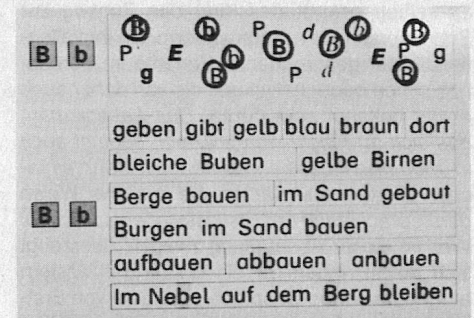 B b P g E b B b P B P d d B b E P B B g
B b
geben gibt gelb blau braun dort
bleiche Buben gelbe Birnen
Berge bauen im Sand gebaut
Burgen im Sand bauen
aufbauen abbauen anbauen
Im Nebel auf dem Berg bleiben